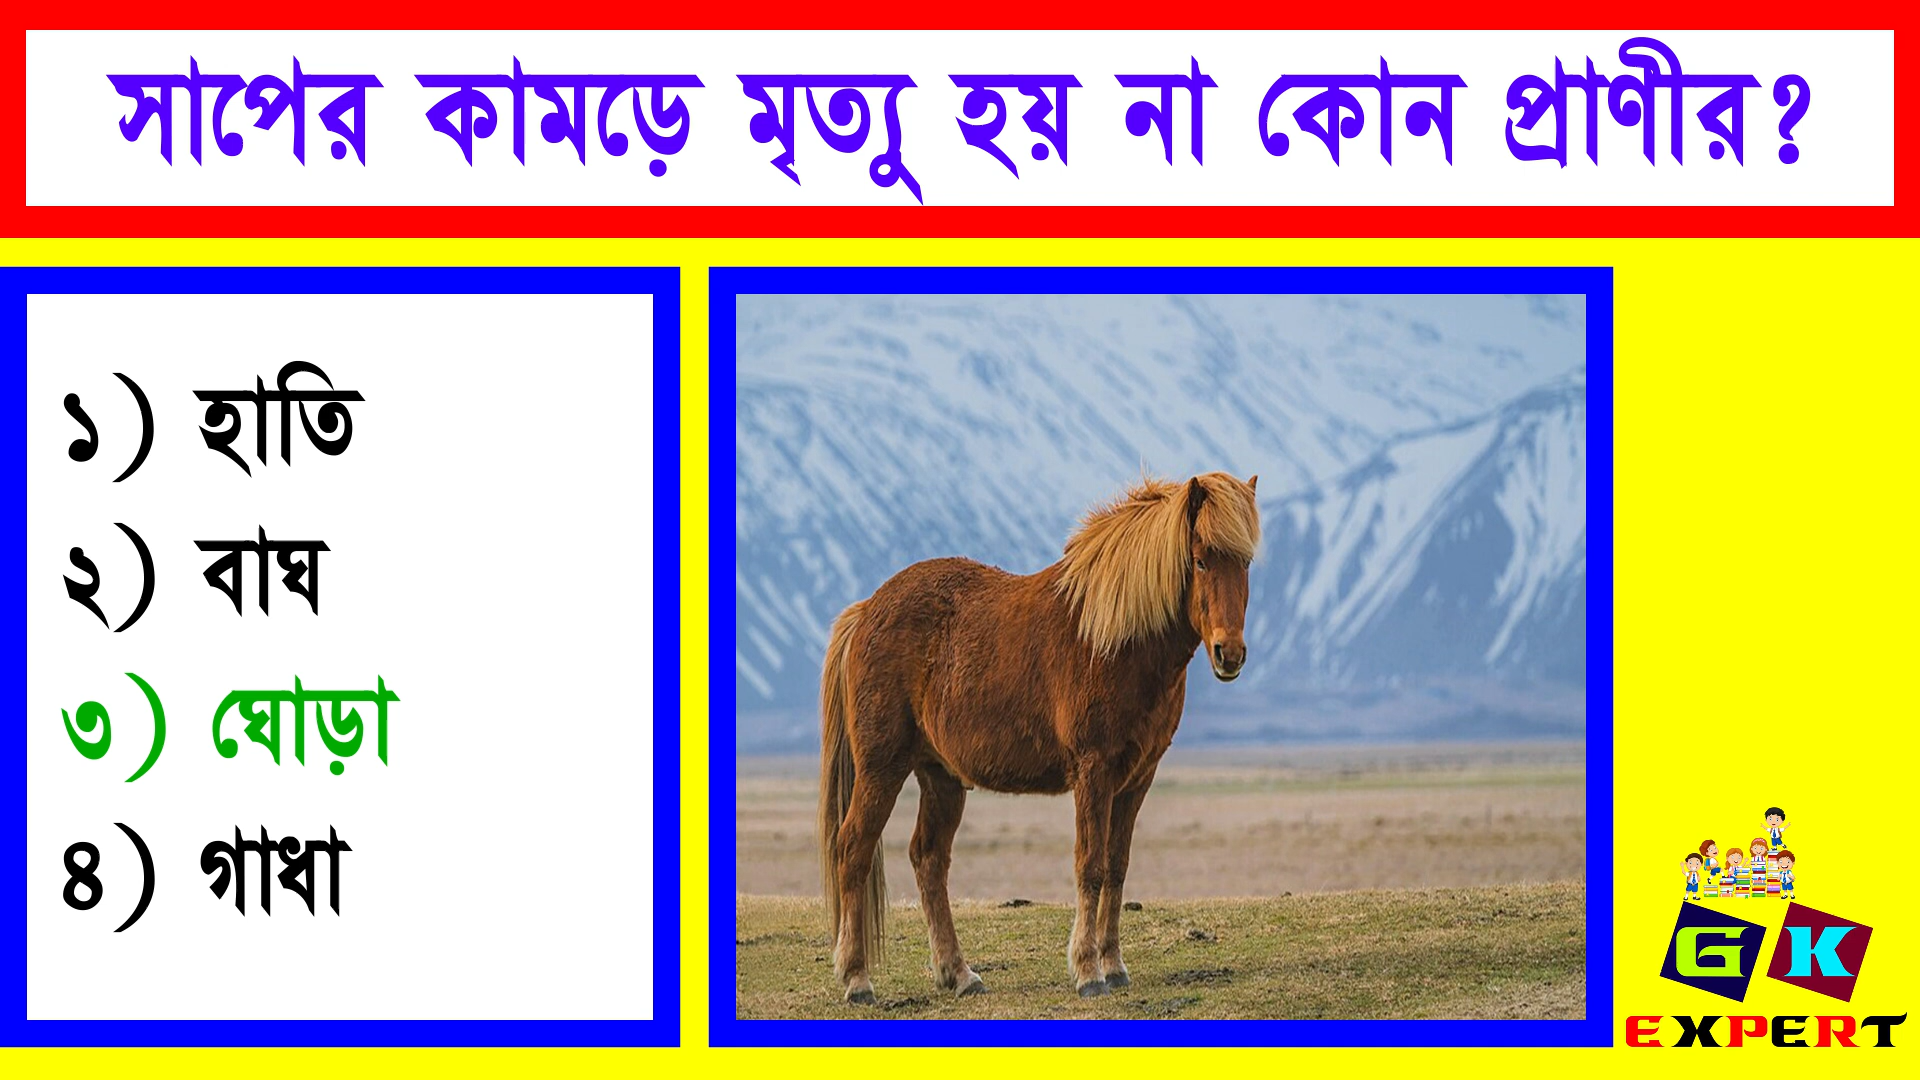 সাপের কামড়ে মৃত্যু হয় না কোন প্রাণীর?
১) হাতি
২) বাঘ
৩) ঘোড়া
৪) গাধা
GK
EXPERT